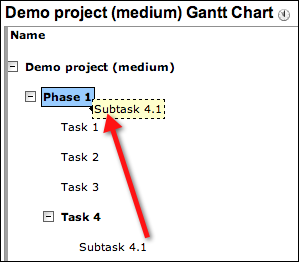 Demo project (medium) Gantt Chart
Name
Demo project (medium)
Phase 1
Subtask 4.1
Task 1
Task 2
Task 3
Task 4
Subtask 4.1